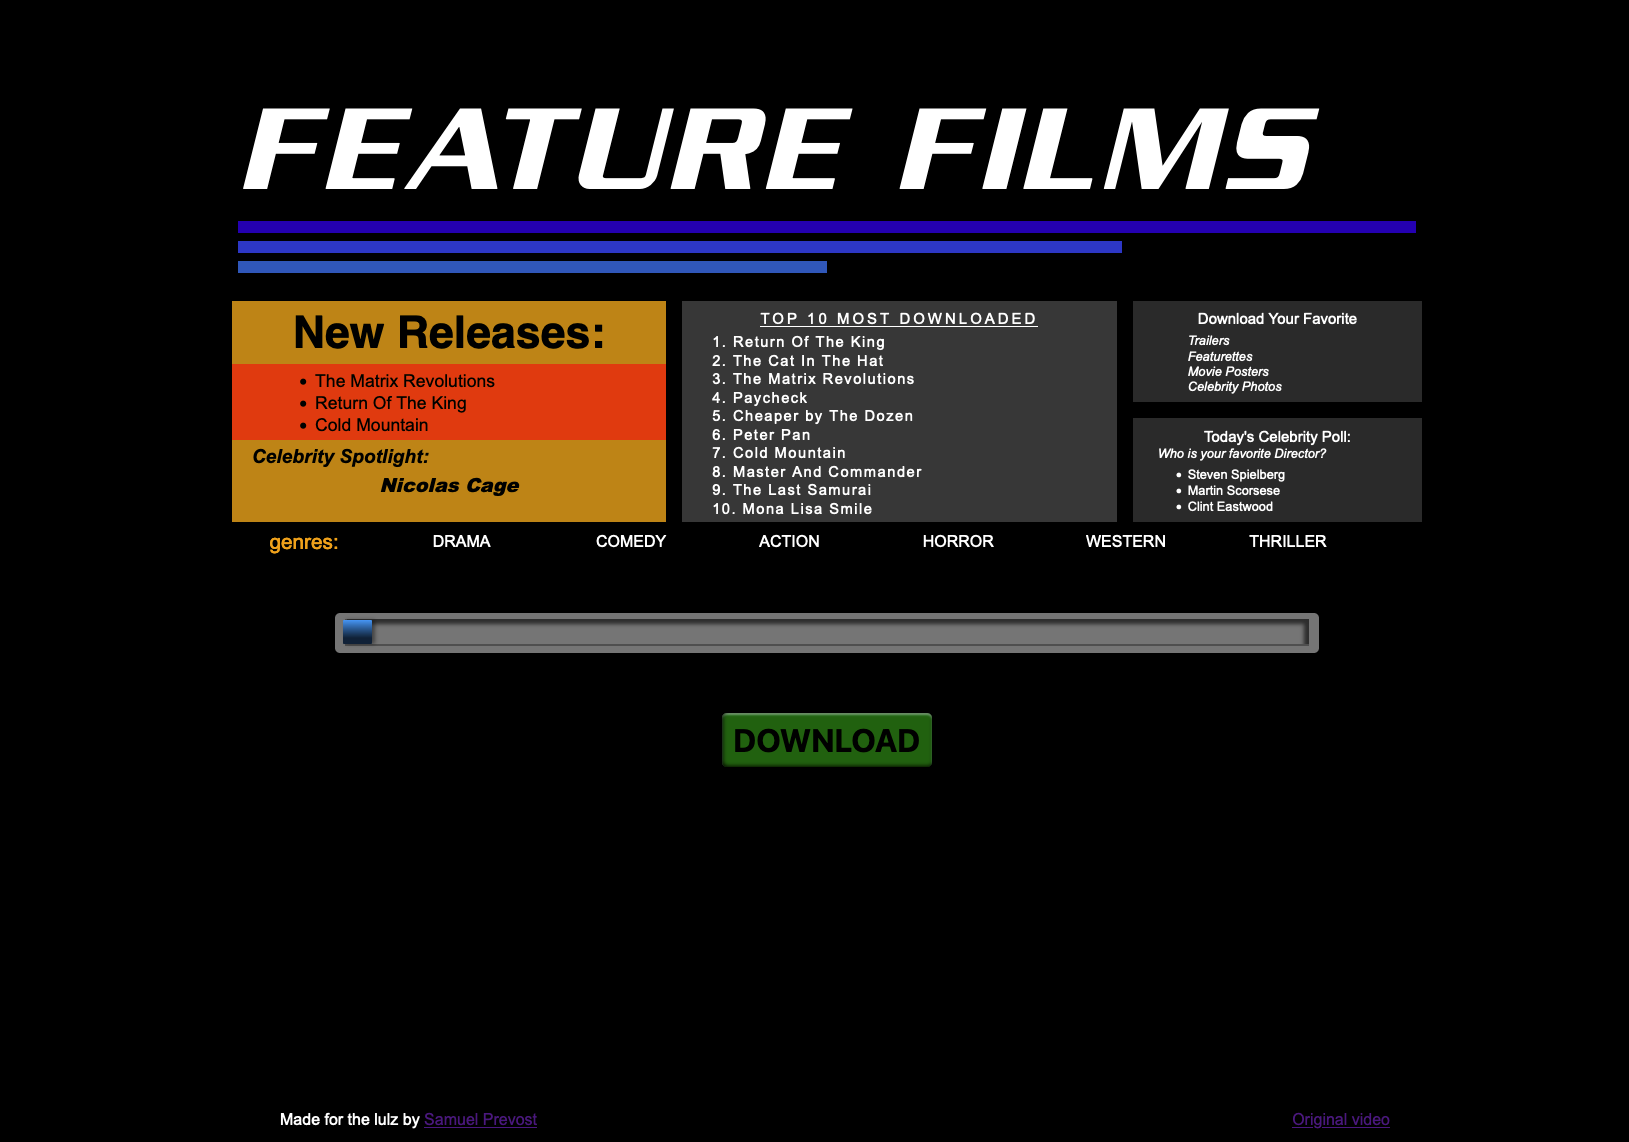 FEATURE FILMS
New Releases:
• The Matrix Revolutions
• Return Of The King
• Cold Mountain
Celebrity Spotlight:
Nicolas Cage
TOP 10 MOST DOWNLOADED
1. Return Of The King
2. The Cat In The Hat
3. The Matrix Revolutions
4. Paycheck
5. Cheaper by The Dozen
6. Peter Pan
7. Cold Mountain
8. Master And Commander
9. The Last Samurai
10. Mona Lisa Smile
Download Your Favorite
Trailers
Featurettes
Movie Posters
Celebrity Photos
Today's Celebrity Poll:
Who is your favorite Director?
• Steven Spielberg
• Martin Scorsese
• Clint Eastwood
genres: DRAMA COMEDY ACTION HORROR WESTERN THRILLER
DOWNLOAD
Made for the lulz by Samuel Prevost
Original video